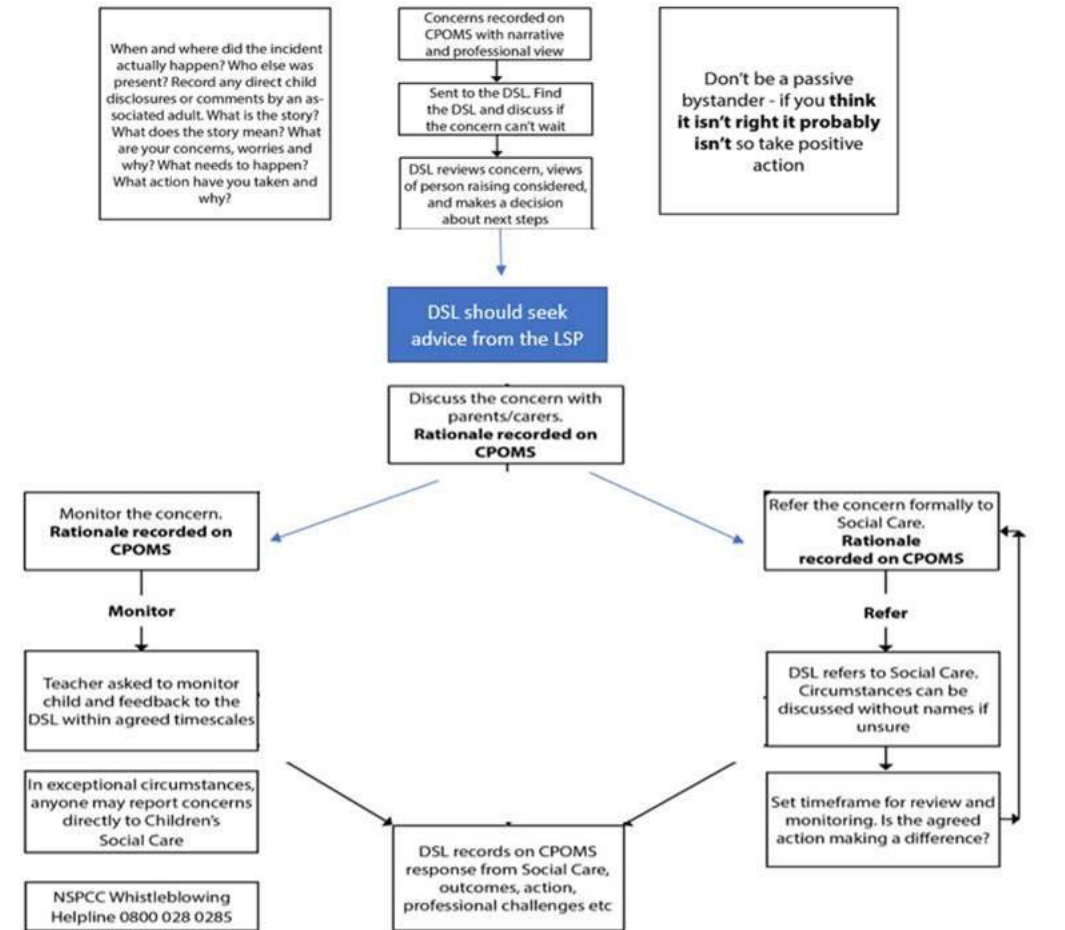 When and where did the incident
actually happen? Who else was
present? Record any direct child
disclosures or comments by an as-
sociated adult. What is the story?
What does the story mean? What
are your concerns, worries and
why? What needs to happen?
What action have you taken and
why?
Concerns recorded on
CPOMS with narrative
and professional view
Sent to the DSL. Find
the DSL and discuss if
the concern can't wait
DSL reviews concern, views
of person raising considered,
and makes a decision
about next steps
Don't be a passive
bystander - if you think
it isn't right it probably
isn't so take positive
action
DSL should seek
advice from the LSP
Discuss the concern with
parents/carers.
Rationale recorded on
CPOMS
Monitor the concern.
Rationale recorded on
CPOMS
Monitor
Teacher asked to monitor
child and feedback to the
DSL within agreed timescales
In exceptional circumstances,
anyone may report concerns
directly to Children's
Social Care
NSPCC Whistleblowing
Helpline 0800 028 0285
Refer the concern formally to
Social Care.
Rationale
recorded on CPOMS
Refer
DSL refers to Social Care.
Circumstances can be
discussed without names if
unsure
Set timeframe for review and
monitoring. Is the agreed
action making a difference?
DSL records on CPOMS
response from Social Care,
outcomes, action,
professional challenges etc